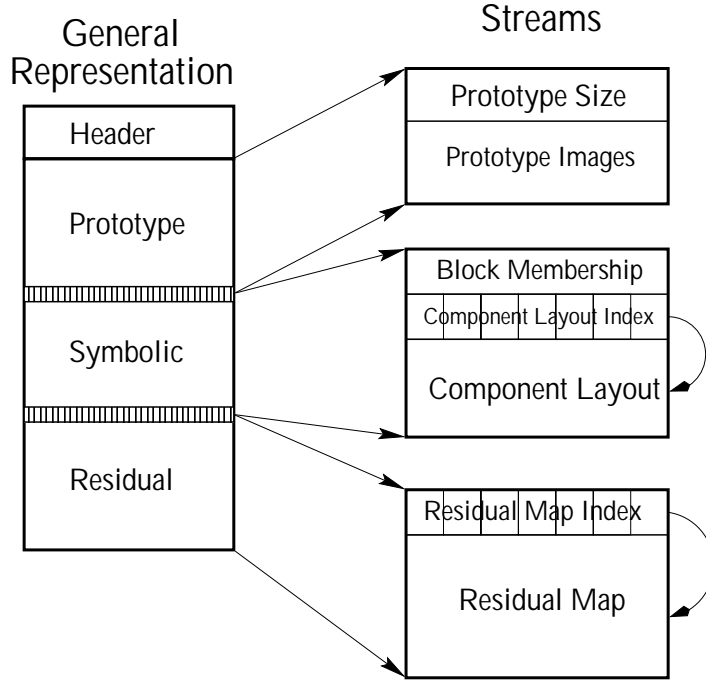 General
Representation
Header
Prototype
Symbolic
Residual
Streams
Prototype Size
Prototype Images
Block Membership
Component Layout Index
Component Layout
Residual Map Index
Residual Map